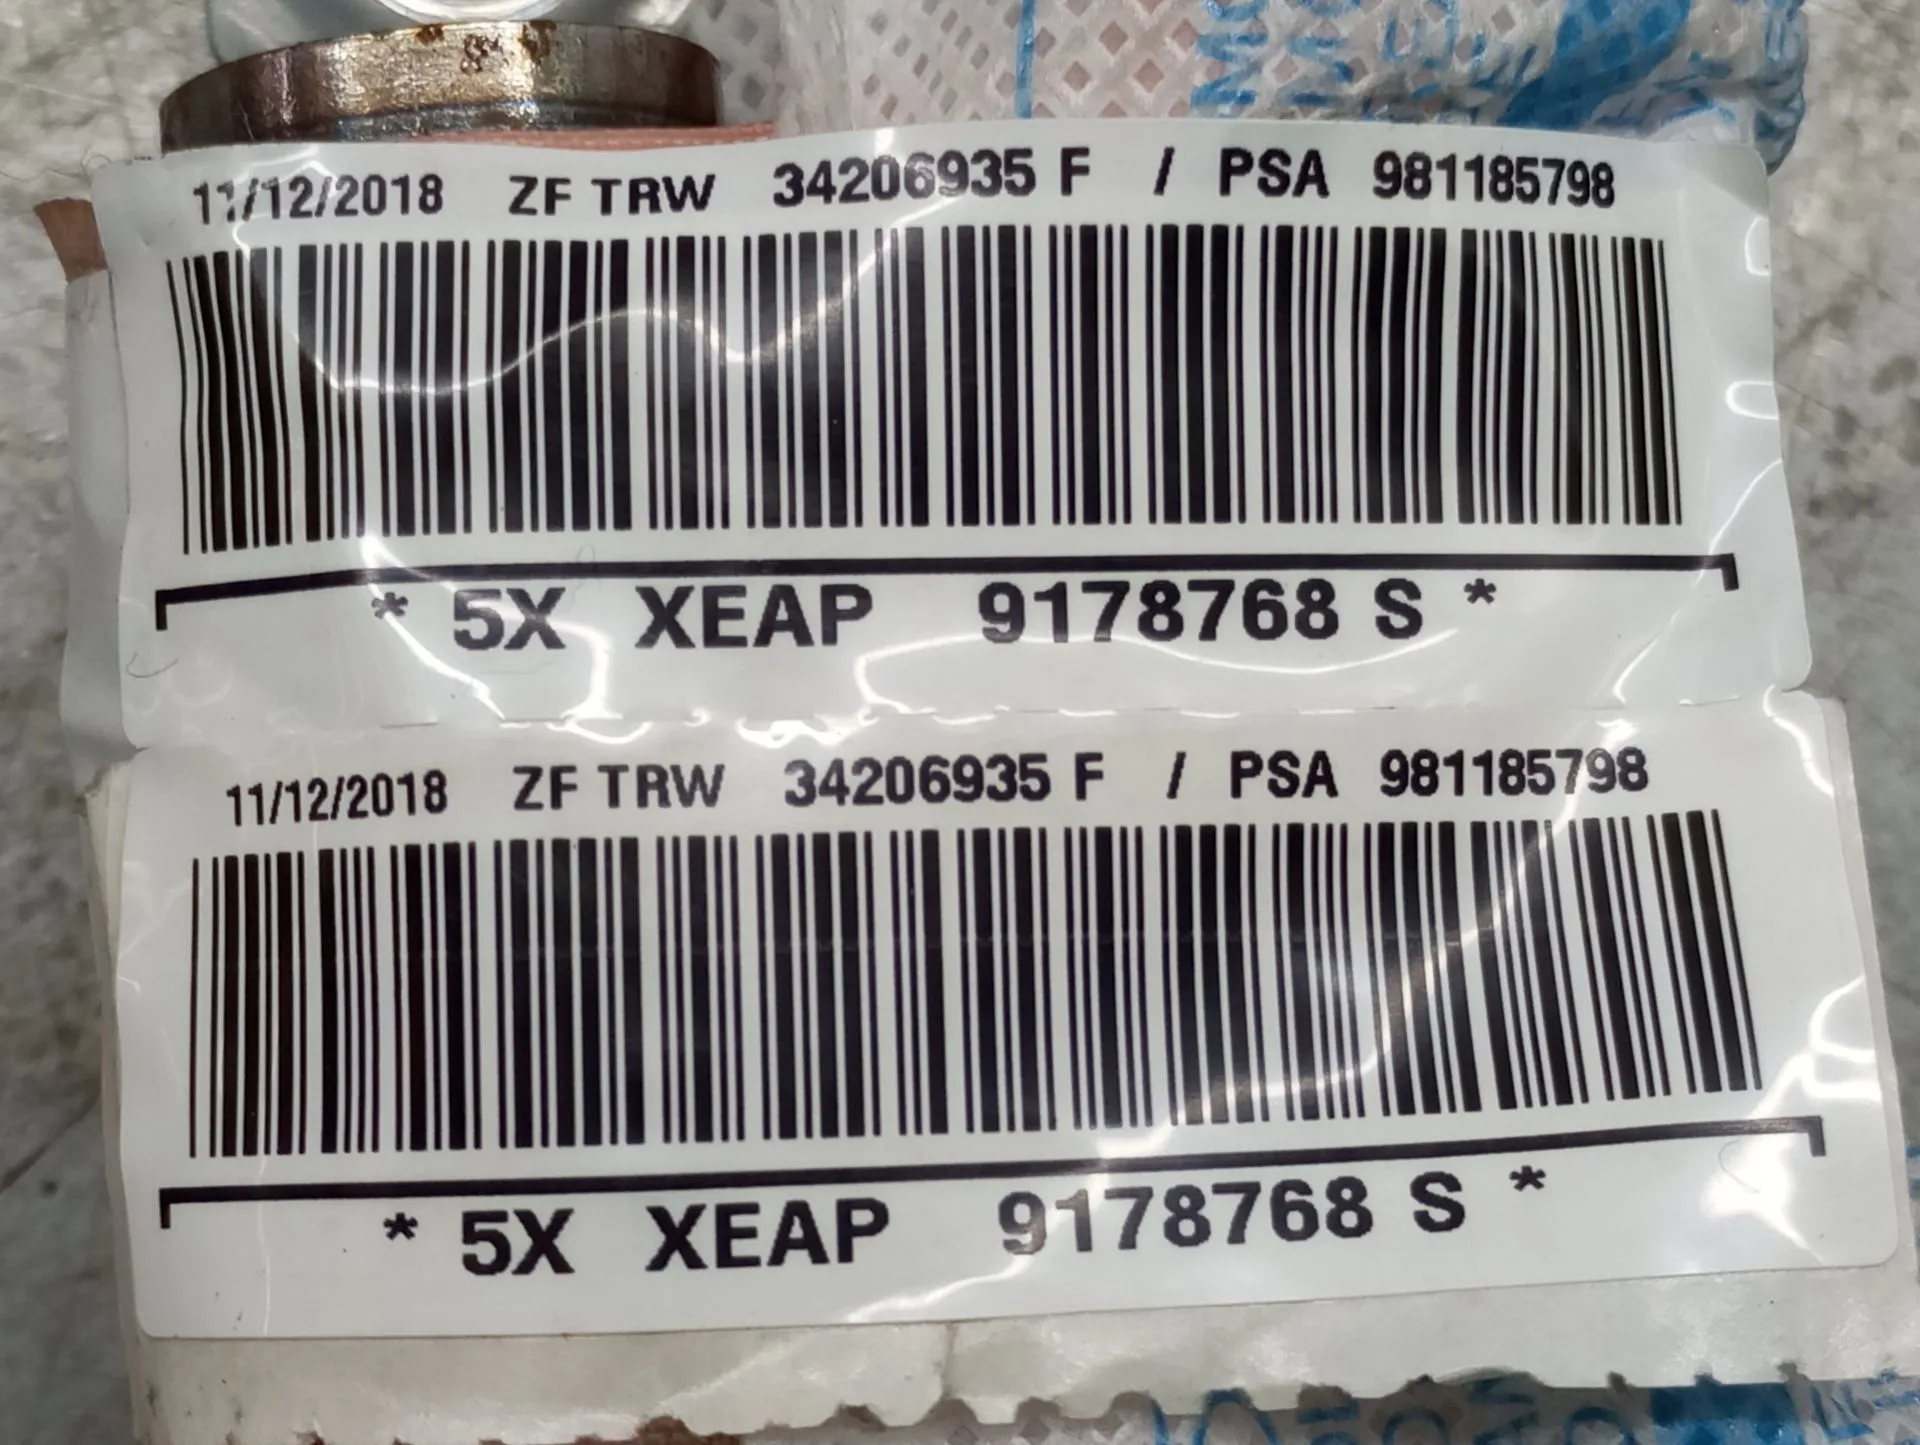 11/12/2018 ZF TRW 34206935 F / PSA 981185798
* 5X XEAP 9178768 S *
11/12/2018 ZF TRW 34206935 F / PSA 981185798
* 5X XEAP 9178768 S *